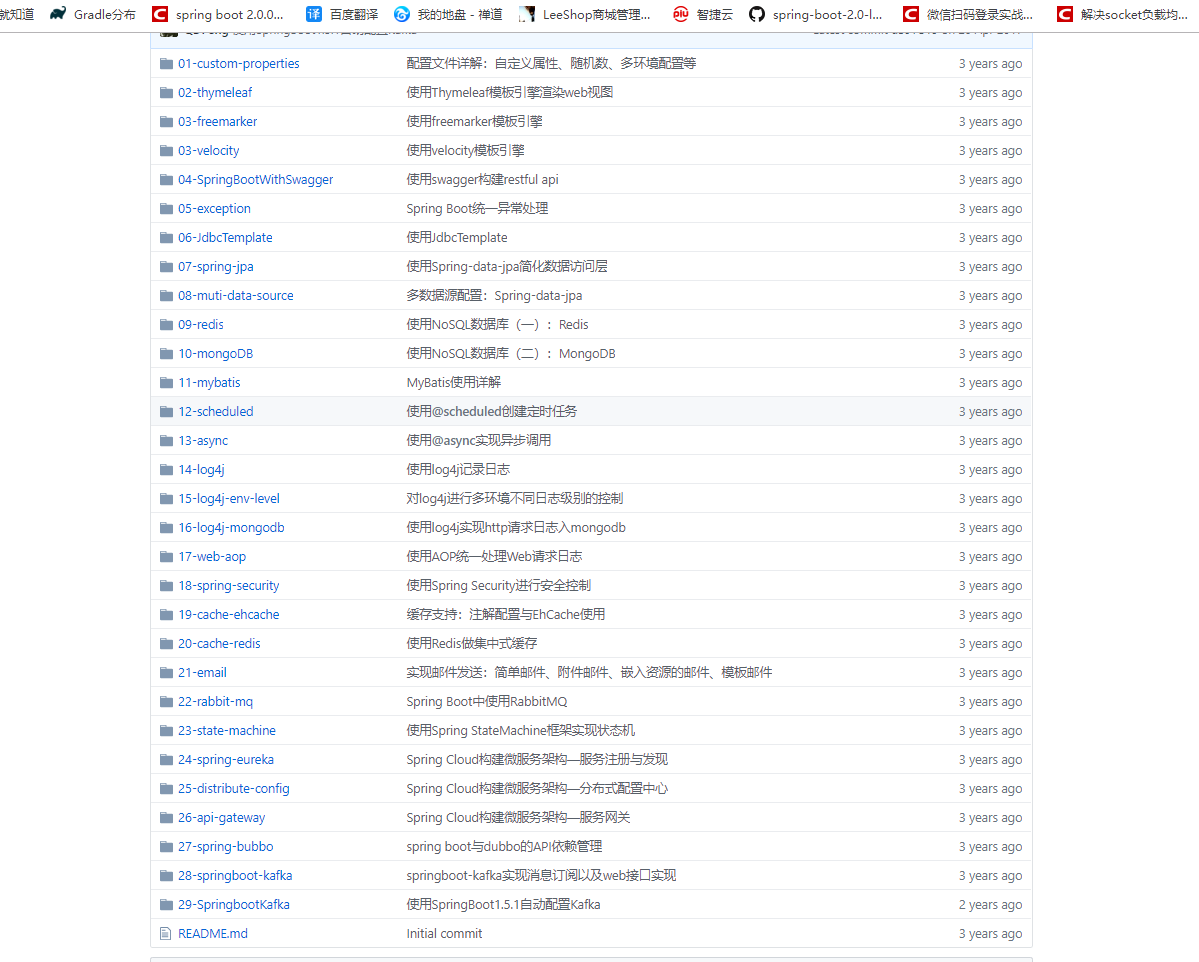 就知道 Gradle分布 spring boot 2.0.0... 百度翻译 我的地盘 - 禅道 LeeShop商城管理... 智捷云 spring-boot-2.0-l... 微信扫码登录实战... 解决socket负载均...
01-custom-properties 配置文件详解：自定义属性、随机数、多环境配置等 3 years ago
02-thymeleaf 使用Thymeleaf模板引擎渲染web视图 3 years ago
03-freemarker 使用freemarker模板引擎 3 years ago
03-velocity 使用velocity模板引擎 3 years ago
04-SpringBootWithSwagger 使用swagger构建restful api 3 years ago
05-exception Spring Boot统一异常处理 3 years ago
06-JdbcTemplate 使用JdbcTemplate 3 years ago
07-spring-jpa 使用Spring-data-jpa简化数据访问层 3 years ago
08-muti-data-source 多数据源配置：Spring-data-jpa 3 years ago
09-redis 使用NoSQL数据库（一）：Redis 3 years ago
10-mongoDB 使用NoSQL数据库（二）：MongoDB 3 years ago
11-mybatis MyBatis使用详解 3 years ago
12-scheduled 使用@scheduled创建定时任务 3 years ago
13-async 使用@async实现异步调用 3 years ago
14-log4j 使用log4j记录日志 3 years ago
15-log4j-env-level 对log4j进行多环境不同日志级别的控制 3 years ago
16-log4j-mongodb 使用log4j实现http请求日志入mongodb 3 years ago
17-web-aop 使用AOP统一处理Web请求日志 3 years ago
18-spring-security 使用Spring Security进行安全控制 3 years ago
19-cache-ehcache 缓存支持：注解配置与EhCache使用 3 years ago
20-cache-redis 使用Redis做集中式缓存 3 years ago
21-email 实现邮件发送：简单邮件、附件邮件、嵌入资源的邮件、模板邮件 3 years ago
22-rabbit-mq Spring Boot中使用RabbitMQ 3 years ago
23-state-machine 使用Spring StateMachine框架实现状态机 3 years ago
24-spring-eureka Spring Cloud构建微服务架构—服务注册与发现 3 years ago
25-distribute-config Spring Cloud构建微服务架构—分布式配置中心 3 years ago
26-api-gateway Spring Cloud构建微服务架构—服务网关 3 years ago
27-spring-bubbo spring boot与dubbo的API依赖管理 3 years ago
28-springboot-kafka springboot-kafka实现消息订阅以及web接口实现 3 years ago
29-SpringbootKafka 使用SpringBoot1.5.1自动配置Kafka 2 years ago
README.md Initial commit 3 years ago